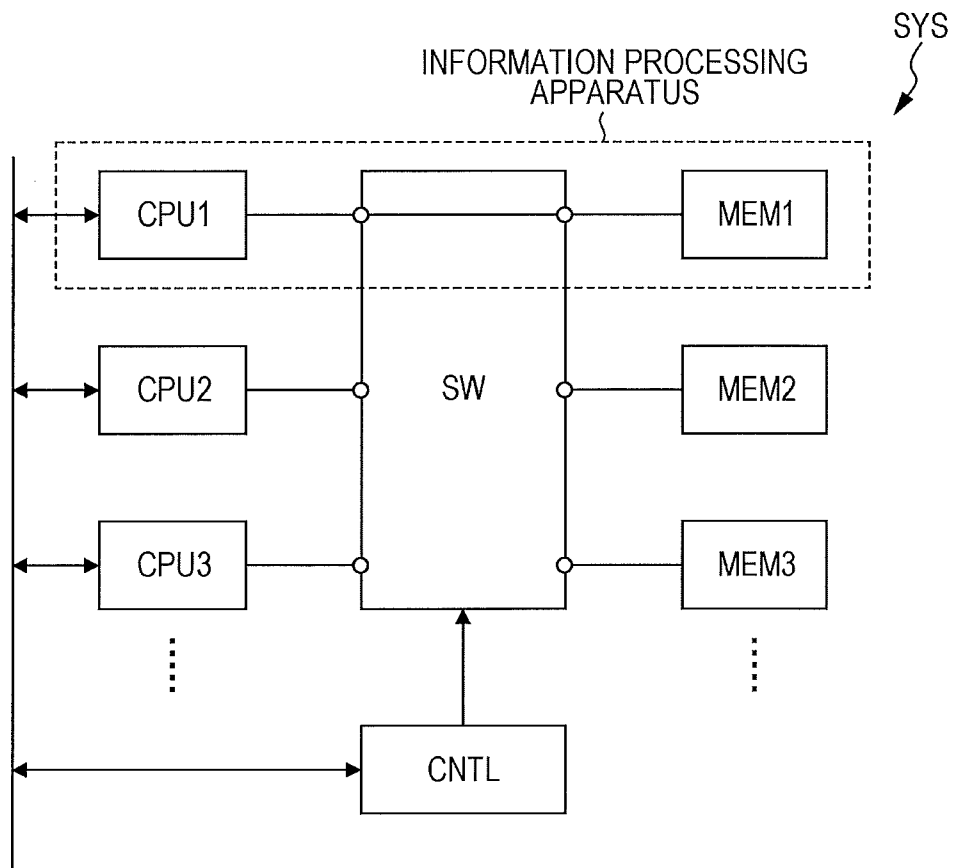 SYS
INFORMATION PROCESSING
APPARATUS
CPU1
MEM1
CPU2
SW
MEM2
CPU3
MEM3
CNTL